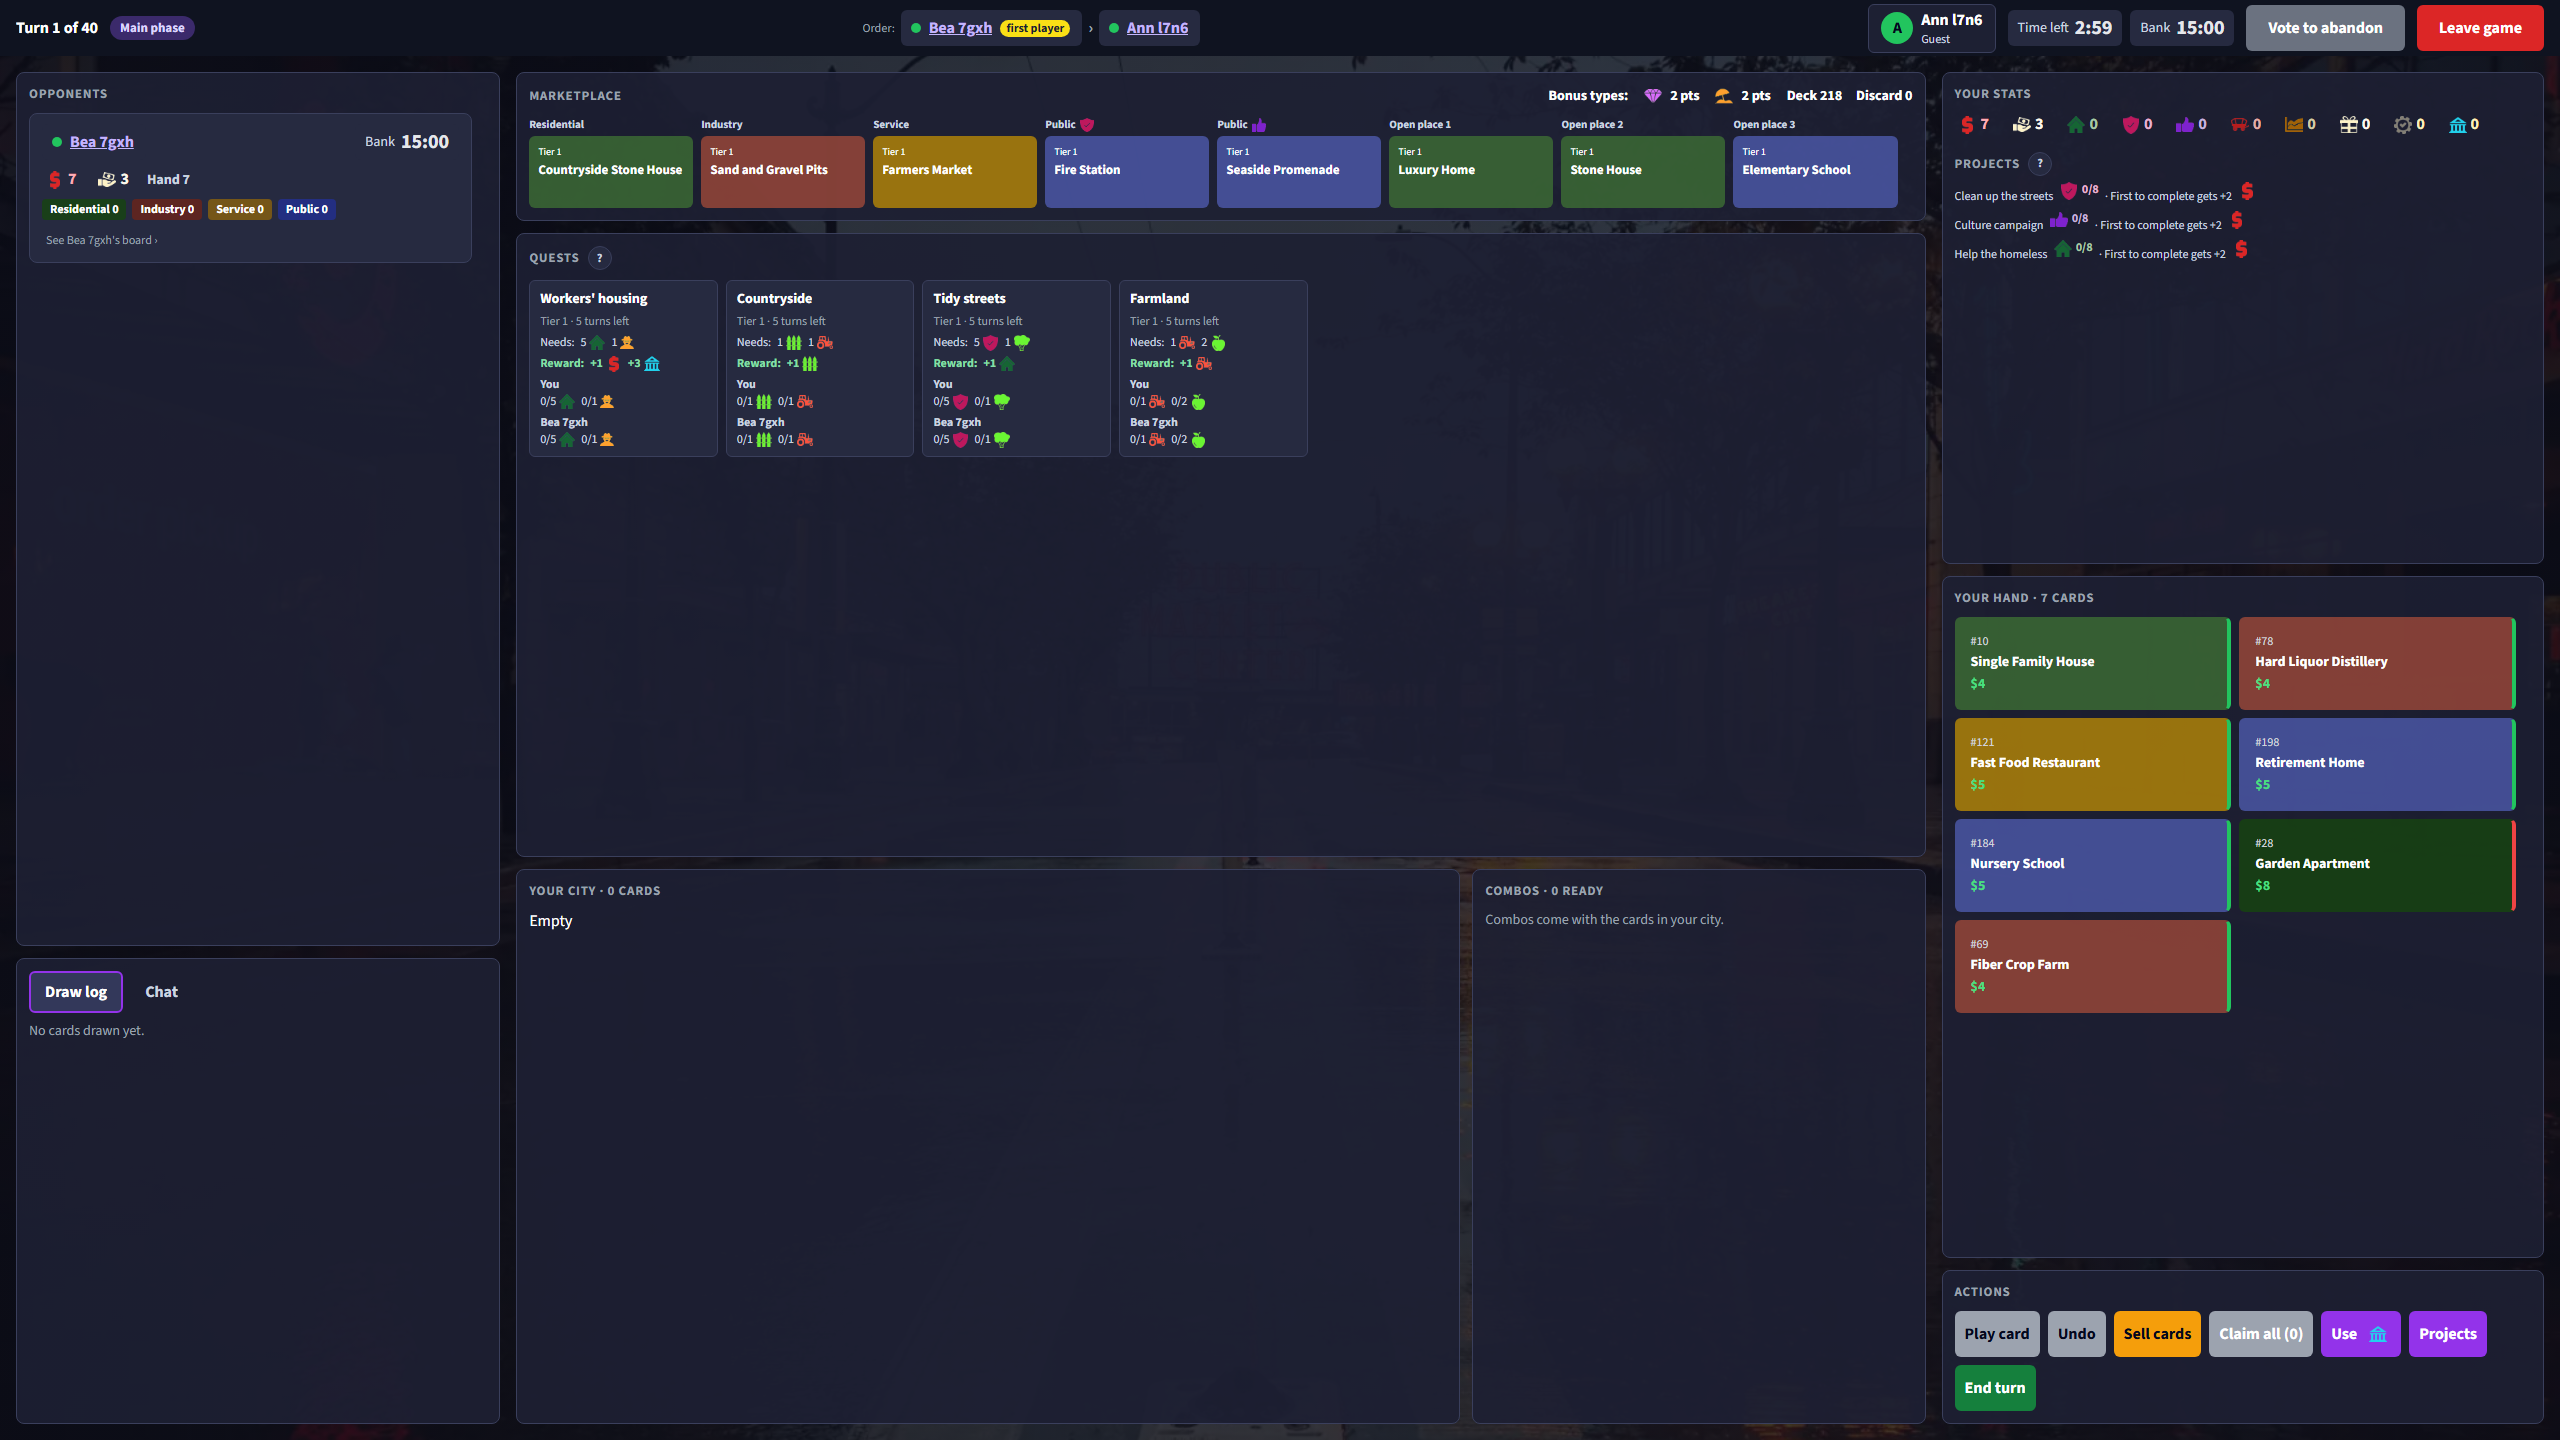 Turn 1 of 40 Main phase
Order: Bea 7gxh first player › Ann l7n6
A Ann l7n6
Guest
Time left 2:59
Bank 15:00
Vote to abandon
Leave game
OPPONENTS
Bea 7gxh Bank 15:00
7 3 Hand 7
Residential 0 Industry 0 Service 0 Public 0
See Bea 7gxh's board ›
Draw log Chat
No cards drawn yet.
MARKETPLACE
Bonus types: 2 pts 2 pts Deck 218 Discard 0
Residential Industry Service Public Public Open place 1 Open place 2 Open place 3
Tier 1 Tier 1 Tier 1 Tier 1 Tier 1 Tier 1 Tier 1 Tier 1
Countryside Stone House Sand and Gravel Pits Farmers Market Fire Station Seaside Promenade Luxury Home Stone House Elementary School
QUESTS ?
Workers' housing
Tier 1 · 5 turns left
Needs: 5 1
Reward: +1 $ +3
You
0/5 0/1
Bea 7gxh
0/5 0/1
Countryside
Tier 1 · 5 turns left
Needs: 1 1
Reward: +1
You
0/1 0/1
Bea 7gxh
0/1 0/1
Tidy streets
Tier 1 · 5 turns left
Needs: 5 1
Reward: +1
You
0/5 0/1
Bea 7gxh
0/5 0/1
Farmland
Tier 1 · 5 turns left
Needs: 1 2
Reward: +1
You
0/1 0/2
Bea 7gxh
0/1 0/2
YOUR CITY · 0 CARDS
Empty
COMBOS · 0 READY
Combos come with the cards in your city.
YOUR STATS
$ 7 3 0 0 0 0 0 0 0 0
PROJECTS ?
Clean up the streets 0/8 · First to complete gets +2 $
Culture campaign 0/8 · First to complete gets +2 $
Help the homeless 0/8 · First to complete gets +2 $
YOUR HAND · 7 CARDS
#10
Single Family House
$4
#78
Hard Liquor Distillery
$4
#121
Fast Food Restaurant
$5
#198
Retirement Home
$5
#184
Nursery School
$5
#28
Garden Apartment
$8
#69
Fiber Crop Farm
$4
ACTIONS
Play card Undo Sell cards Claim all (0) Use Projects
End turn